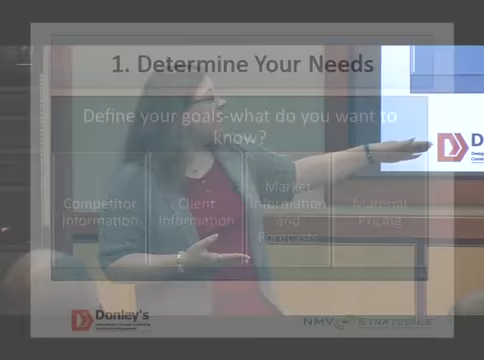 1. Determine Your Needs
Define your goals-what do you want to
know?
Competitor
Information
Client
Information
Market
Information
and
Forecasts
Material
Pricing
Donley's
NMV STRATEGIES